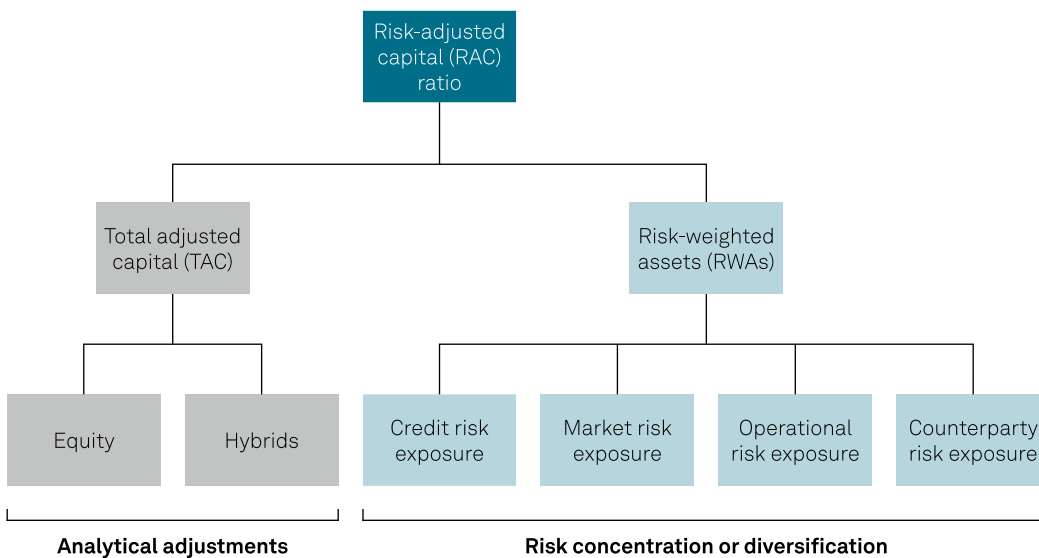 Risk-adjusted
capital (RAC)
ratio
Total adjusted
capital (TAC)
Risk-weighted
assets (RWAs)
Equity
Hybrids
Credit risk
exposure
Market risk
exposure
Operational
risk exposure
Counterparty
risk exposure
Analytical adjustments
Risk concentration or diversification